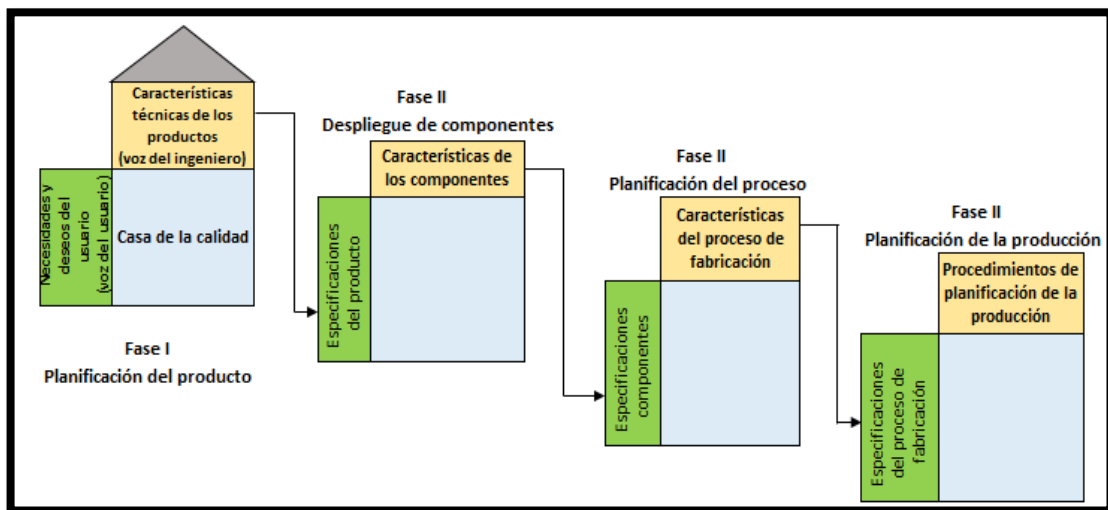 Características
técnicas de los
productos
(voz del ingeniero)
Necesidades y
deseos del
usuario
(voz del usuario)
Casa de la calidad
Fase I
Planificación del producto
Fase II
Despliegue de componentes
Características de
los componentes
Especificaciones
del producto
Fase II
Planificación del proceso
Características
del proceso de
fabricación
Especificaciones
componentes
Fase II
Planificación de la producción
Procedimientos de
planificación de la
producción
Especificaciones
del proceso de
fabricación